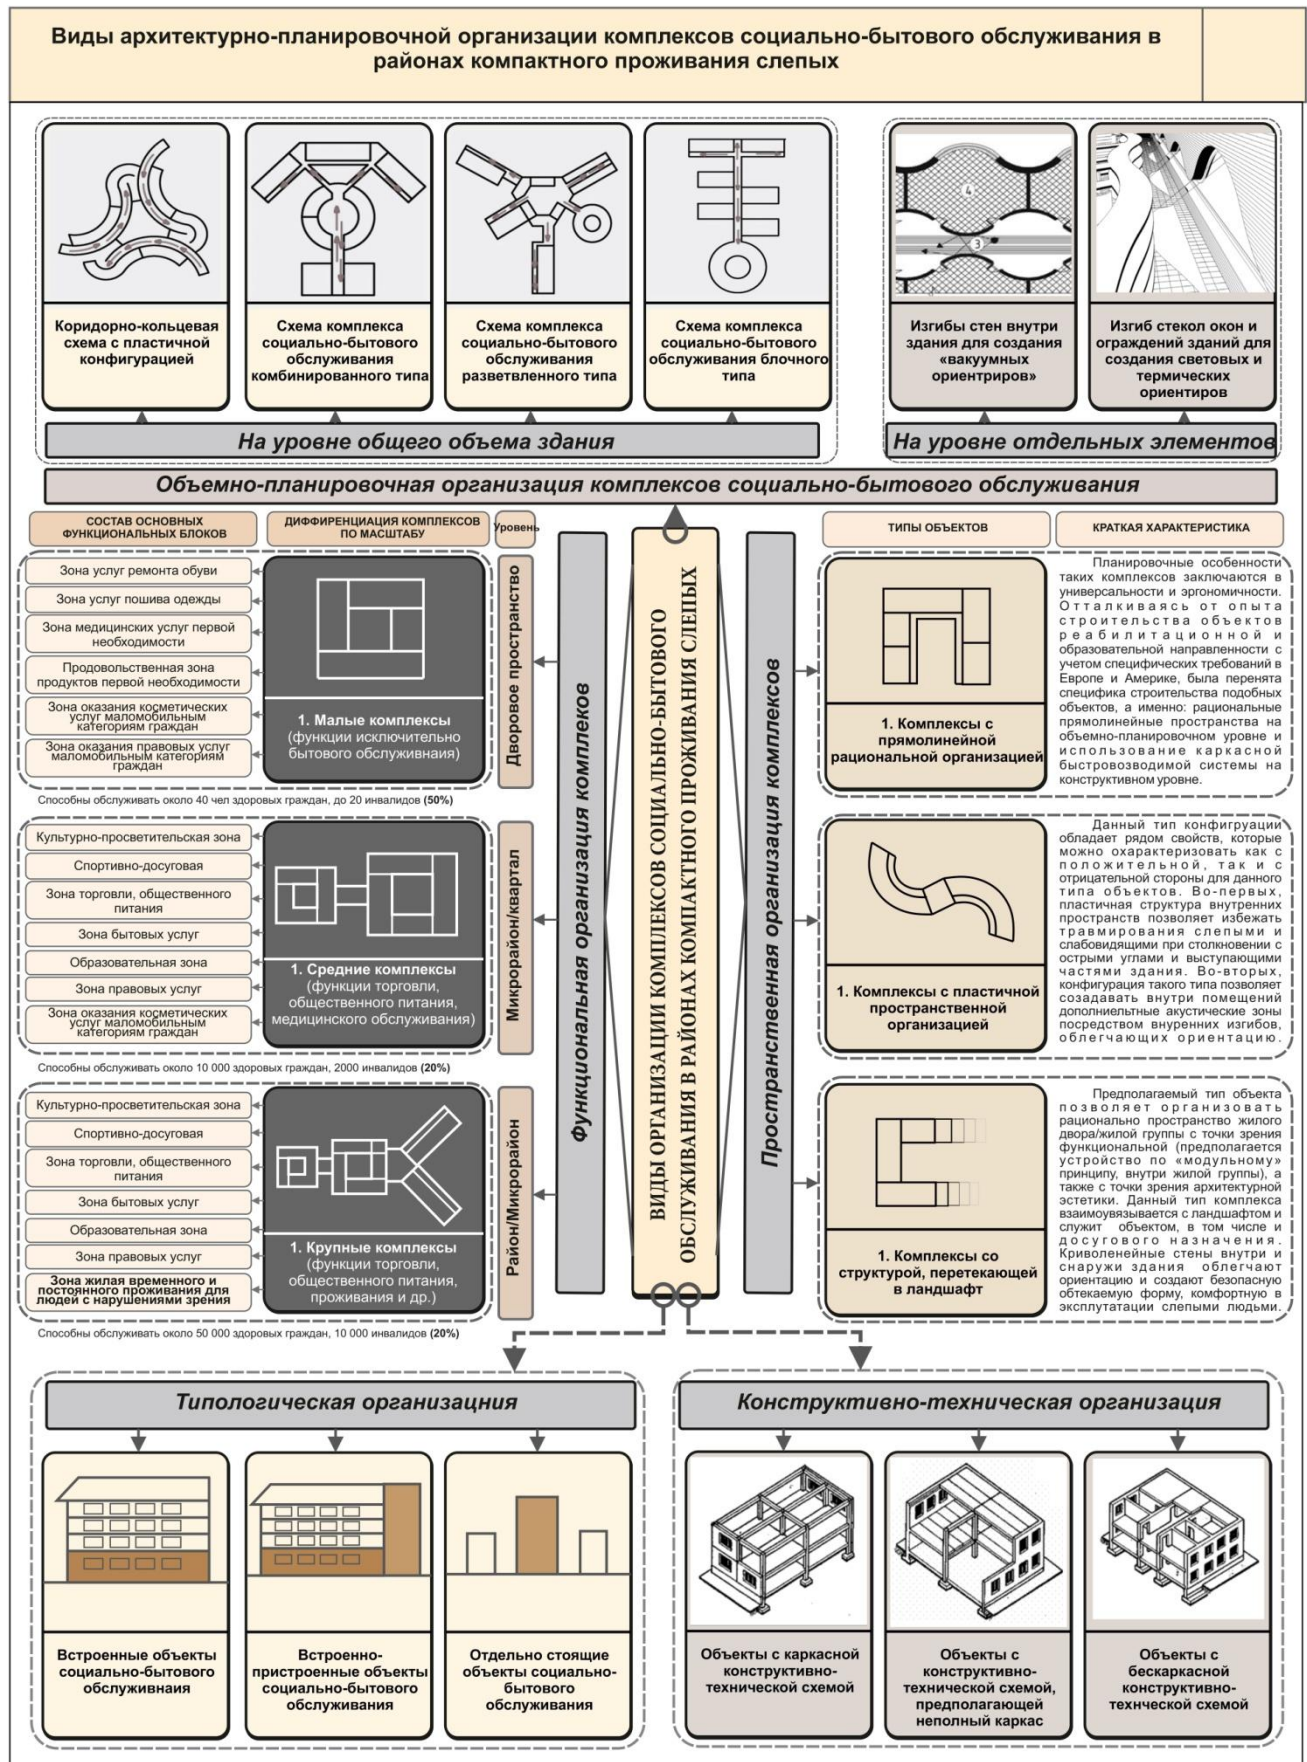 Виды архитектурно-планировочной организации комплексов социально-бытового обслуживания в
районах компактного проживания слепых
4
3
Коридорно-кольцевая
схема с пластичной
конфигурацией
Схема комплекса
социально-бытового
обслуживания
комбинированного типа
Схема комплекса
социально-бытового
обслуживания
разветвленного типа
Схема комплекса
социально-бытового
обслуживания блочного
типа
Изгибы стен внутри
здания для создания
«вакуумных
ориентриров»
Изгиб стекол окон и
ограждений зданий для
создания световых и
термических
ориентиров
На уровне общего объема здания
На уровне отдельных элементов
Объемно-планировочная организация комплексов социально-бытового обслуживания
СОСТАВ ОСНОВНЫХ
ФУНКЦИОНАЛЬНЫХ БЛОКОВ
ДИФФИРЕНЦИАЦИЯ КОМПЛЕКСОВ
ПО МАСШТАБУ
Уровень
Зона услуг ремонта обуви
Зона услуг пошива одежды
Зона медицинских услуг первой
необходимости
Продовольственная зона
продуктов первой необходимости
Зона оказания косметических
услуг маломобильным
категориям граждан
Зона оказания правовых услуг
маломобильным категориям
граждан
1. Малые комплексы
(функции исключительно
бытового обслуживнаия)
Дворовое пространство
Способны обслуживать около 40 чел здоровых граждан, до 20 инвалидов (50%)
Культурно-просветительская зона
Спортивно-досуговая
Зона торговли, общественного
питания
Зона бытовых услуг
Образовательная зона
Зона правовых услуг
Зона оказания косметических
услуг маломобильным
категориям граждан
1. Средние комплексы
(функции торговли,
общественного питания,
медицинского обслуживания)
Микрорайон/квартал
Способны обслуживать около 10 000 здоровых граждан, 2000 инвалидов (20%)
Культурно-просветительская зона
Спортивно-досуговая
Зона торговли, общественного
питания
Зона бытовых услуг
Образовательная зона
Зона правовых услуг
Зона жилая временного и
постоянного проживания для
людей с нарушениями зрения
1. Крупные комплексы
(функции торговли,
общественного питания,
проживания и др.)
Район/Микрорайон
Способны обслуживать около 50 000 здоровых граждан, 10 000 инвалидов (20%)
Функциональная организация комплеков
ВИДЫ ОРГАНИЗАЦИИ КОМПЛЕКСОВ СОЦИАЛЬНО-БЫТОВОГО
ОБСЛУЖИВАНИЯ В РАЙОНАХ КОМПАКТНОГО ПРОЖИВАНИЯ СЛЕПЫХ
Пространственная организация комплексов
ТИПЫ ОБЪЕКТОВ
КРАТКАЯ ХАРАКТЕРИСТИКА
1. Комплексы с
прямолинейной
рациональной организацией
Планировочные особенности
таких комплексов заключаются в
универсальности и эргономичности.
Отталкиваясь от опыта
строительства объектов
реабилитационной и
образовательной направленности с
учетом специфических требований в
Европе и Америке, была перенята
специфика строительства подобных
объектов, а именно: рациональные
прямолинейные пространства на
объемно-планировочном уровне и
использование каркасной
быстровозводимой системы на
конструктивном уровне.
1. Комплексы с пластичной
пространственной
организацией
Данный тип конфигруации
обладает рядом свойств, которые
можно охарактеризовать как с
положительной, так и с
отрицательной стороны для данного
типа объектов. Во-первых,
пластичная структура внутренних
пространств позволяет избежать
травмирования слепыми и
слабовидящими при столкновении с
острыми углами и выступающими
частями здания. Во-вторых,
конфигурация такого типа позволяет
созадавать внутри помещений
дополниельтные акустические зоны
посредством внуренних изгибов,
облегчающих ориентацию.
1. Комплексы со
структурой, перетекающей
в ландшафт
Предполагаемый тип объекта
позволяет организовать
рационально пространство жилого
двора/жилой группы с точки зрения
функциональной (предполагается
устройство по «модульному»
принципу, внутри жилой группы), а
также с точки зрения архитектурной
эстетики. Данный тип комплекса
взаимоувязывается с ландшафтом и
служит объектом, в том числе и
досугового назначения.
Криволенейные стены внутри и
снаружи здания облегчают
ориентацию и создают безопасную
обтекаемую форму, комфортную в
эксплутатации слепыми людьми.
Типологическая организацния
Конструктивно-техническая организация
Встроенные объекты
социально-бытового
обслуживнаия
Встроенно-
пристроенные объекты
социально-бытового
обслуживания
Отдельно стоящие
объекты социально-
бытового
обслуживания
Объекты с каркасной
конструктивно-
технической схемой
Объекты с
конструктивно-
технической схемой,
предполагающей
неполный каркас
Объекты с
бескаркасной
конструктивно-
технческой схемой